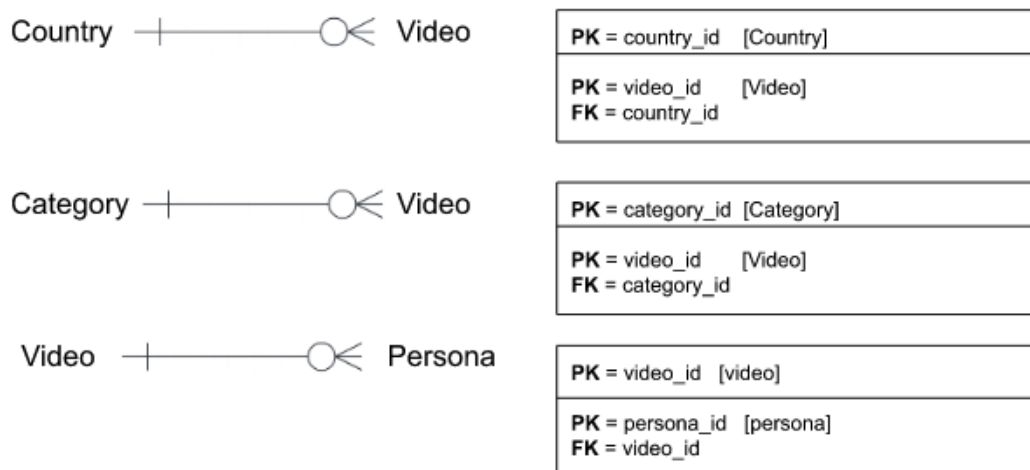 Country Video
PK = country_id [Country]
PK = video_id [Video]
FK = country_id
Category Video
PK = category_id [Category]
PK = video_id [Video]
FK = category_id
Video Persona
PK = video_id [video]
PK = persona_id [persona]
FK = video_id